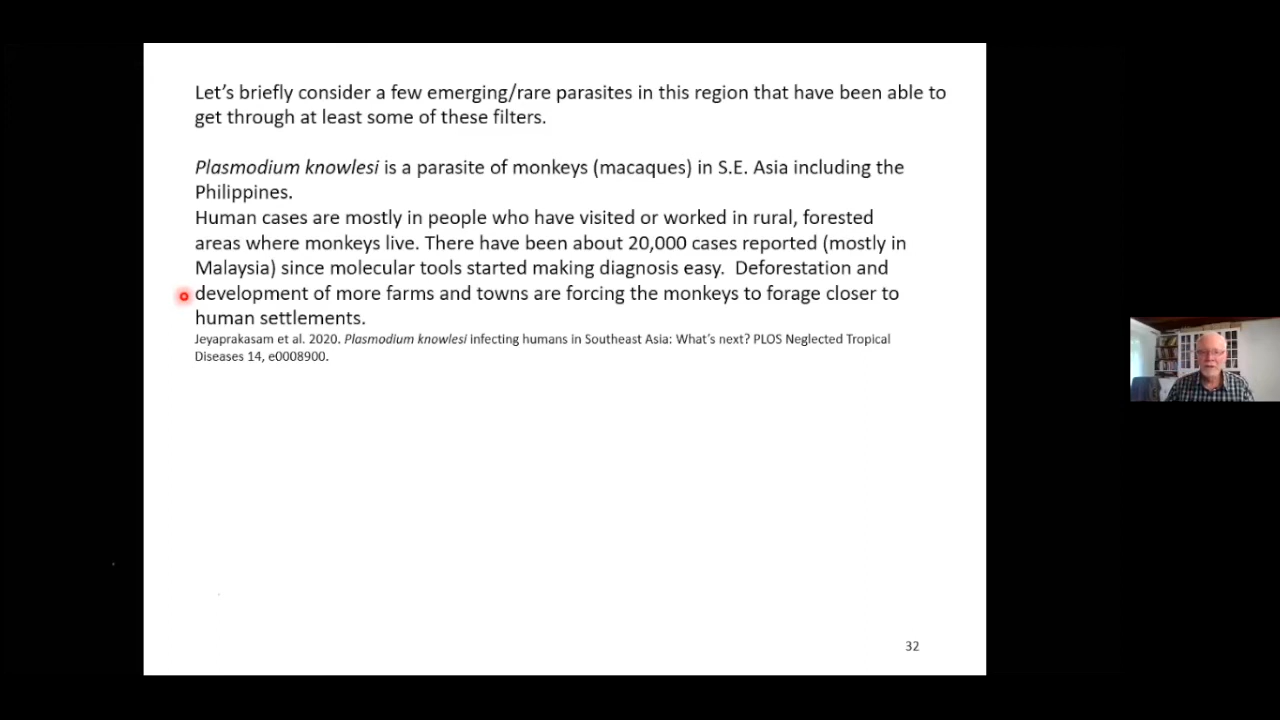 Let's briefly consider a few emerging/rare parasites in this region that have been able to
get through at least some of these filters.
Plasmodium knowlesi is a parasite of monkeys (macaques) in S.E. Asia including the
Philippines.
Human cases are mostly in people who have visited or worked in rural, forested
areas where monkeys live. There have been about 20,000 cases reported (mostly in
Malaysia) since molecular tools started making diagnosis easy.  Deforestation and
development of more farms and towns are forcing the monkeys to forage closer to
human settlements.
Jeyaprakasam et al. 2020. Plasmodium knowlesi infecting humans in Southeast Asia: What's next? PLOS Neglected Tropical
Diseases 14, e0008900.
32